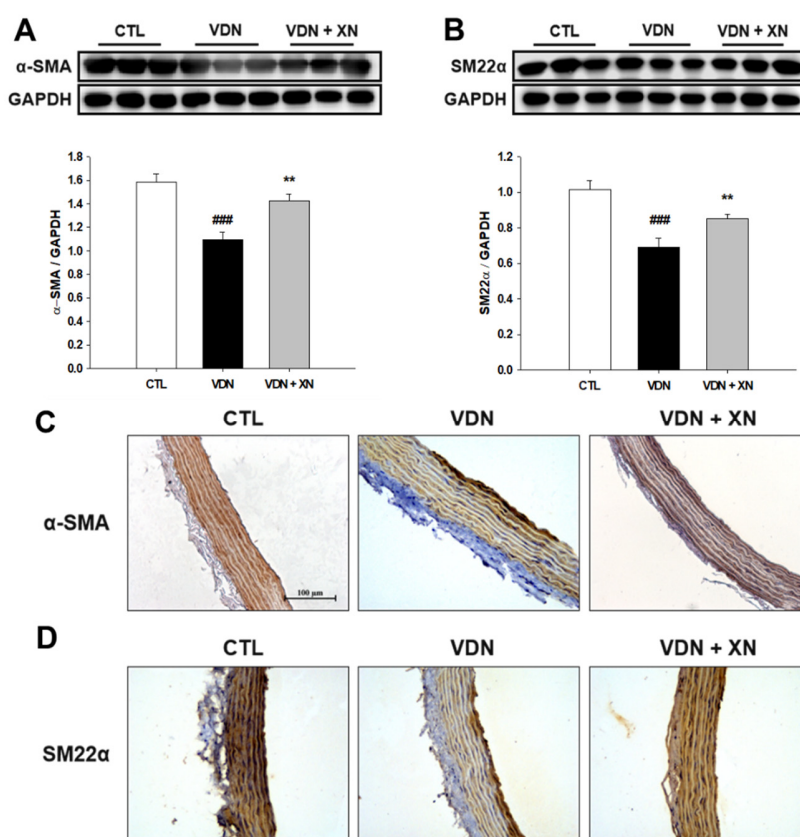 A
CTL VDN VDN + XN
α-SMA
GAPDH
1.8
1.6
1.4
1.2
1.0
0.8
0.6
0.4
0.2
0.0
α−SMA / GAPDH
###
**
CTL VDN VDN + XN
B
CTL VDN VDN + XN
SM22α
GAPDH
1.2
1.0
0.8
0.6
0.4
0.2
0.0
SM22α / GAPDH
###
**
CTL VDN VDN + XN
C
CTL VDN VDN + XN
α-SMA
100 μm
D
CTL VDN VDN + XN
SM22α